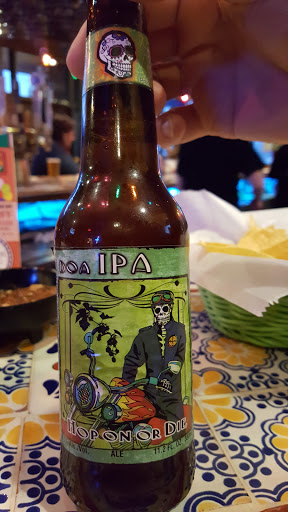 DOA IPA
HOP ON OR DIE
ALE
11.2 FL. OZ.